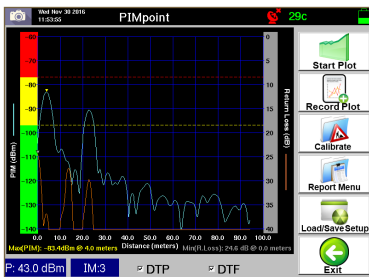 Wed Nov 30 2016
11:53:55
PIMpoint
29c
-80
-90
-100
-110
-120
-130
-140
PIM (dBm)
0
5
10
15
20
25
30
35
40
Return Loss (dB)
0.0 10.0 20.0 30.0 40.0 50.0 60.0 70.0 80.0 90.0 100.0
Max(PIM): -83.4dBm @ 4.0 meters Distance (meters) Min(R.Loss): 24.6 dB @ 0.0 meters
Start Plot
Record Plot
Calibrate
Report Menu
Load/Save Setup
Exit
P: 43.0 dBm IM:3 DTP DTF